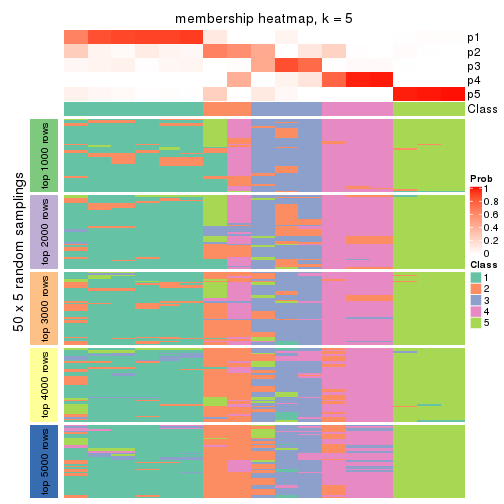 membership heatmap, k = 5
p1
p2
p3
p4
p5
Class
50 x 5 random samplings
top 1000 rows
top 2000 rows
top 3000 rows
top 4000 rows
top 5000 rows
Prob
1
0.8
0.6
0.4
0.2
0
Class
1
2
3
4
5